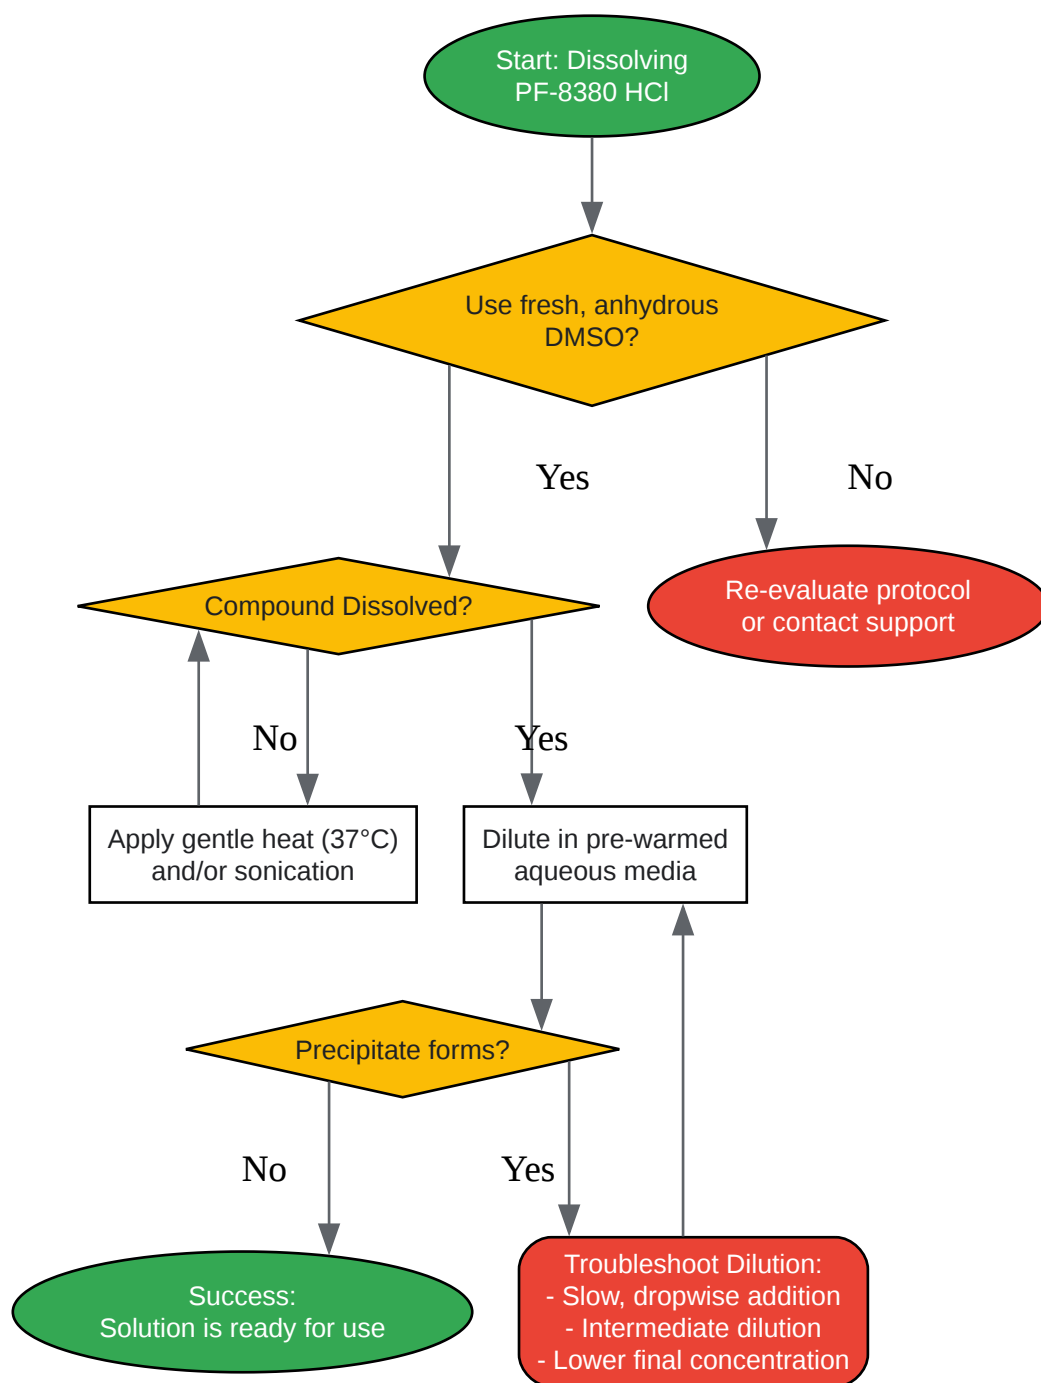 Start: Dissolving
PF-8380 HCl
Use fresh, anhydrous
DMSO?
Yes
No
Compound Dissolved?
Re-evaluate protocol
or contact support
No
Yes
Apply gentle heat (37°C)
and/or sonication
Dilute in pre-warmed
aqueous media
Precipitate forms?
No
Yes
Success:
Solution is ready for use
Troubleshoot Dilution:
- Slow, dropwise addition
- Intermediate dilution
- Lower final concentration